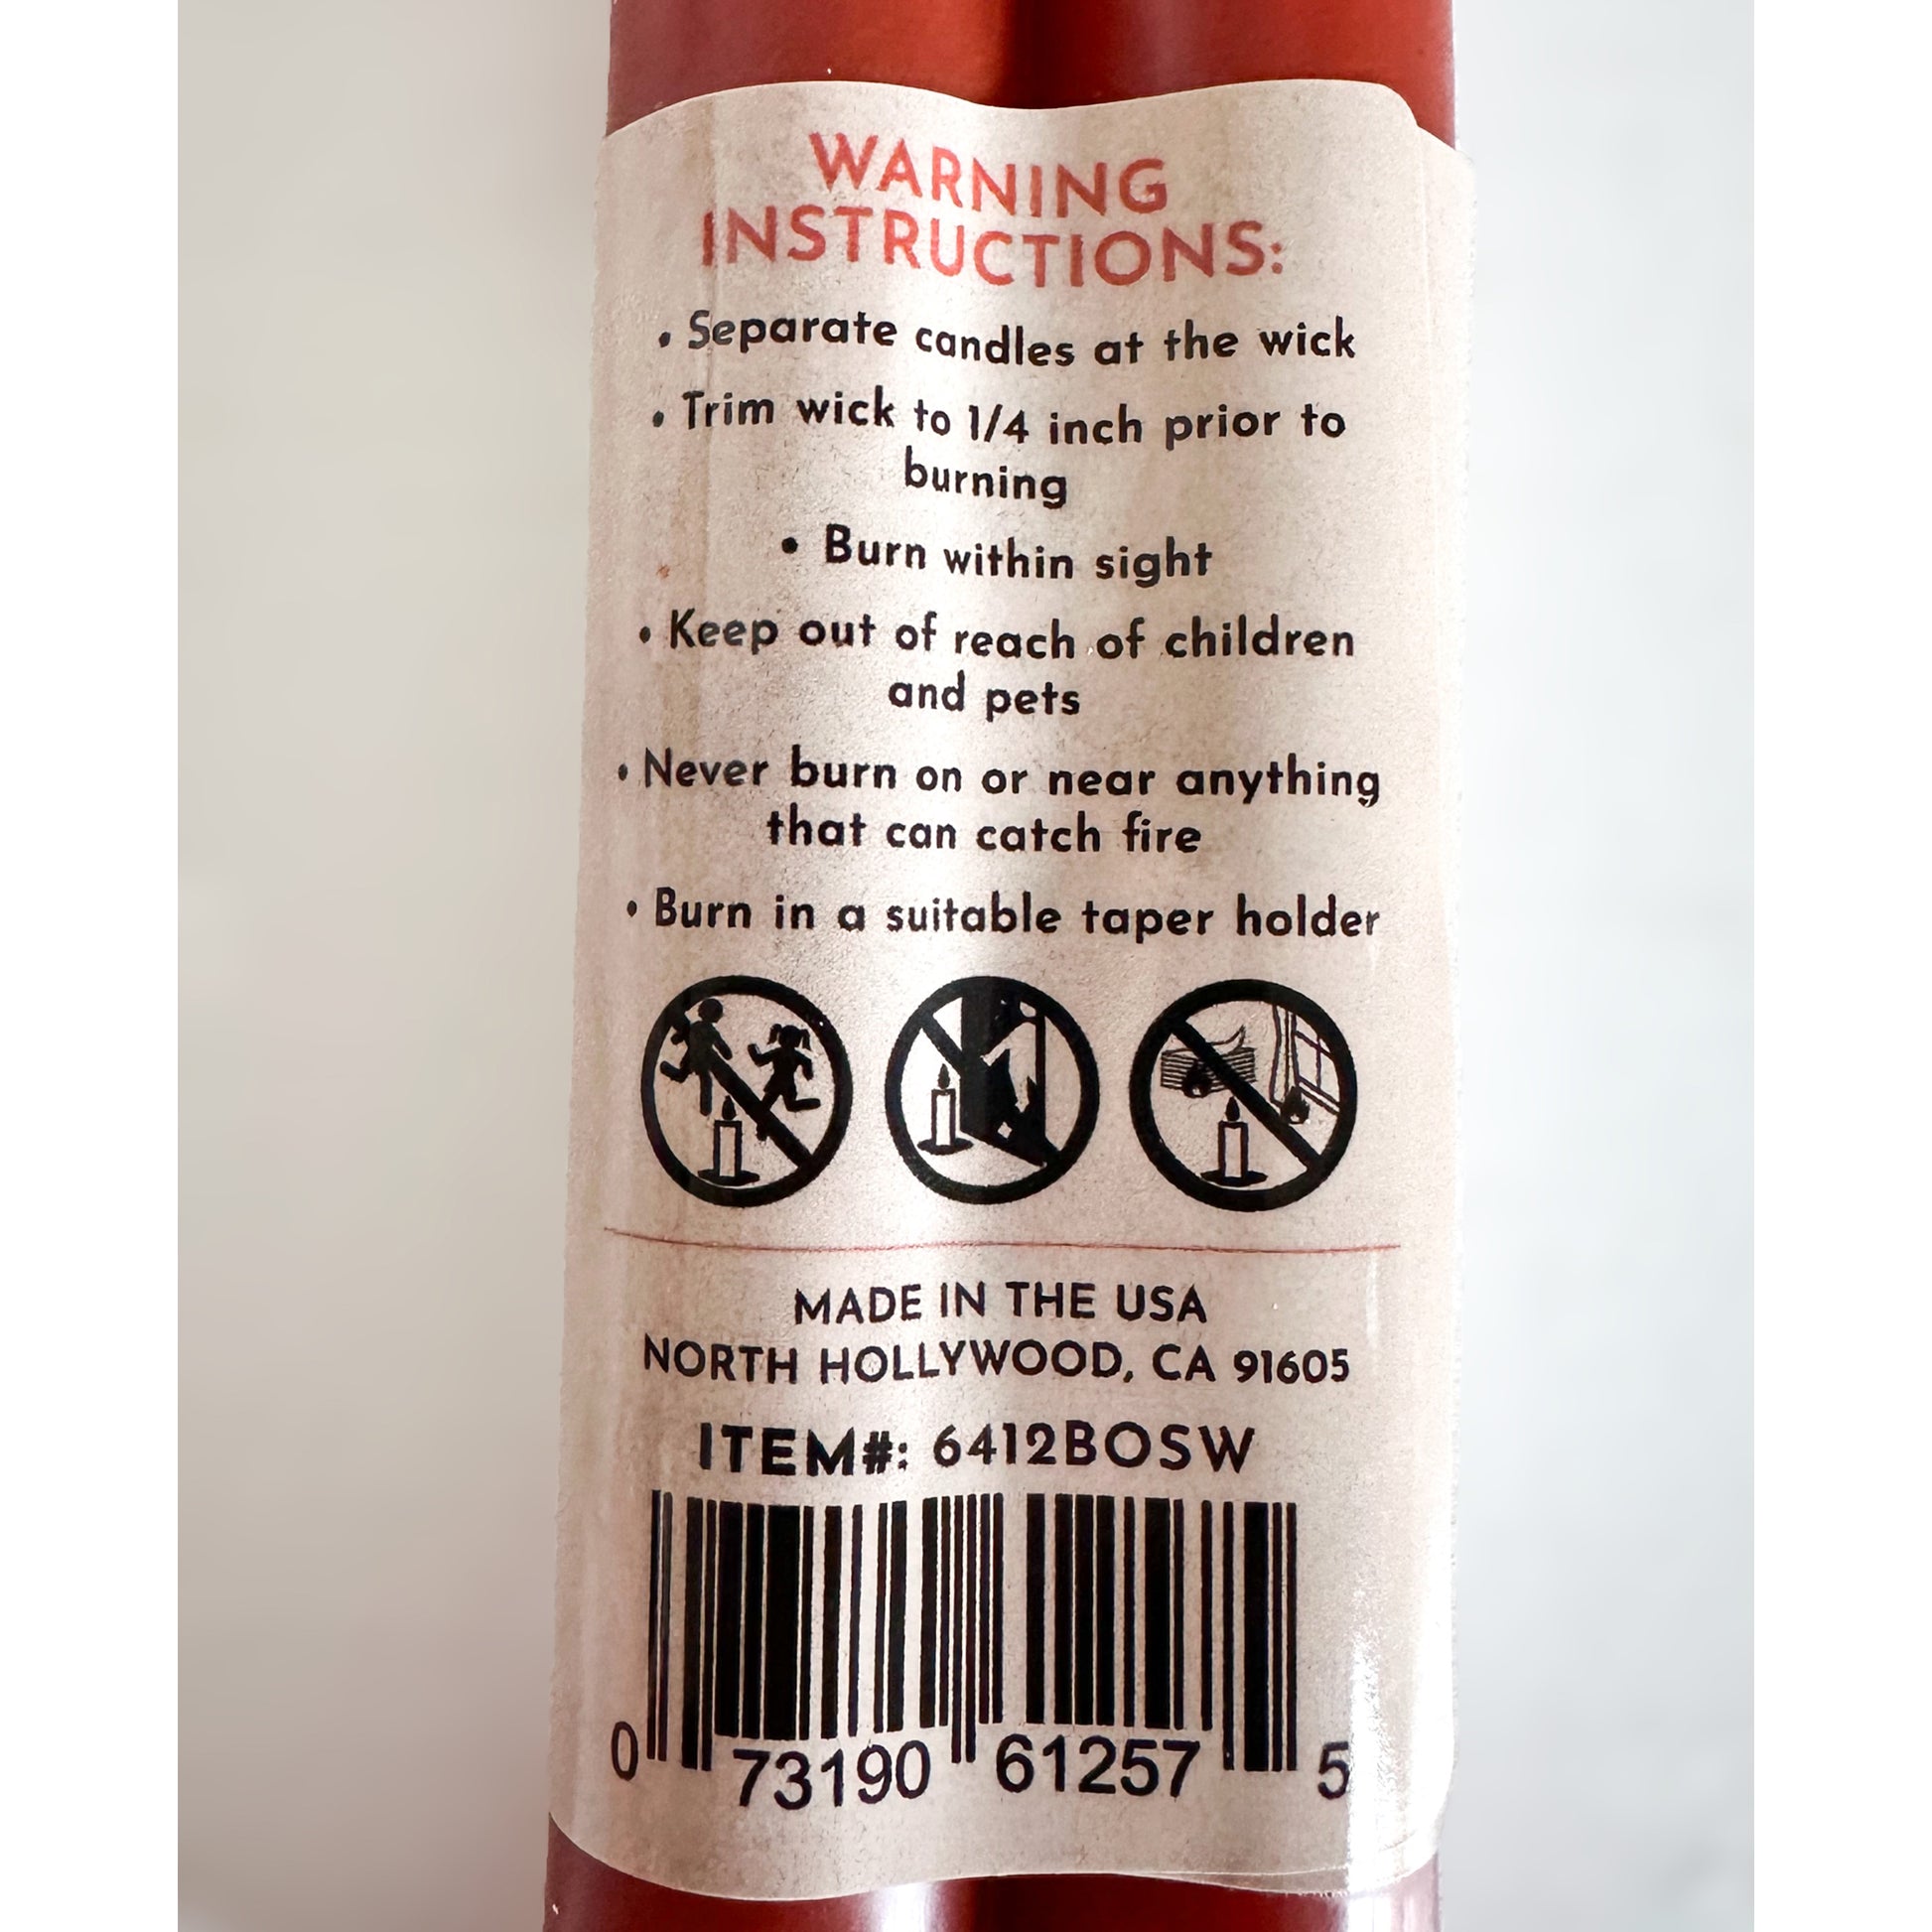 WARNING
INSTRUCTIONS:
• Separate candles at the wick
• Trim wick to 1/4 inch prior to
burning
• Burn within sight
• Keep out of reach of children
and pets
• Never burn on or near anything
that can catch fire
• Burn in a suitable taper holder
MADE IN THE USA
NORTH HOLLYWOOD, CA 91605
ITEM#: 6412BOSW
0 73190 61257 5